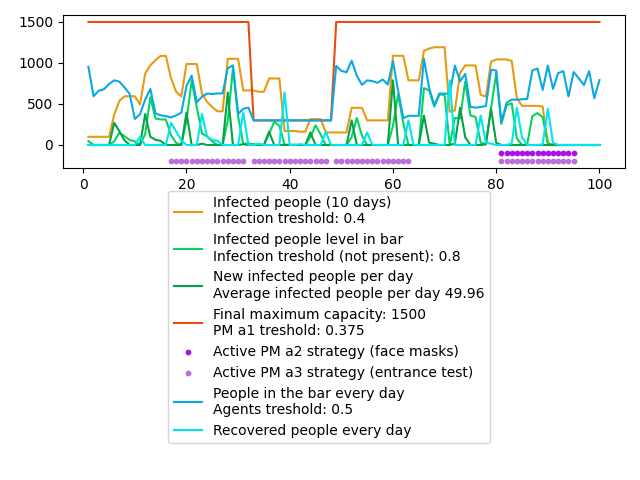 1500
1000
500
0
0 20 40 60 80 100
Infected people (10 days)
Infection treshold: 0.4
Infected people level in bar
Infection treshold (not present): 0.8
New infected people per day
Average infected people per day 49.96
Final maximum capacity: 1500
PM a1 treshold: 0.375
Active PM a2 strategy (face masks)
Active PM a3 strategy (entrance test)
People in the bar every day
Agents treshold: 0.5
Recovered people every day